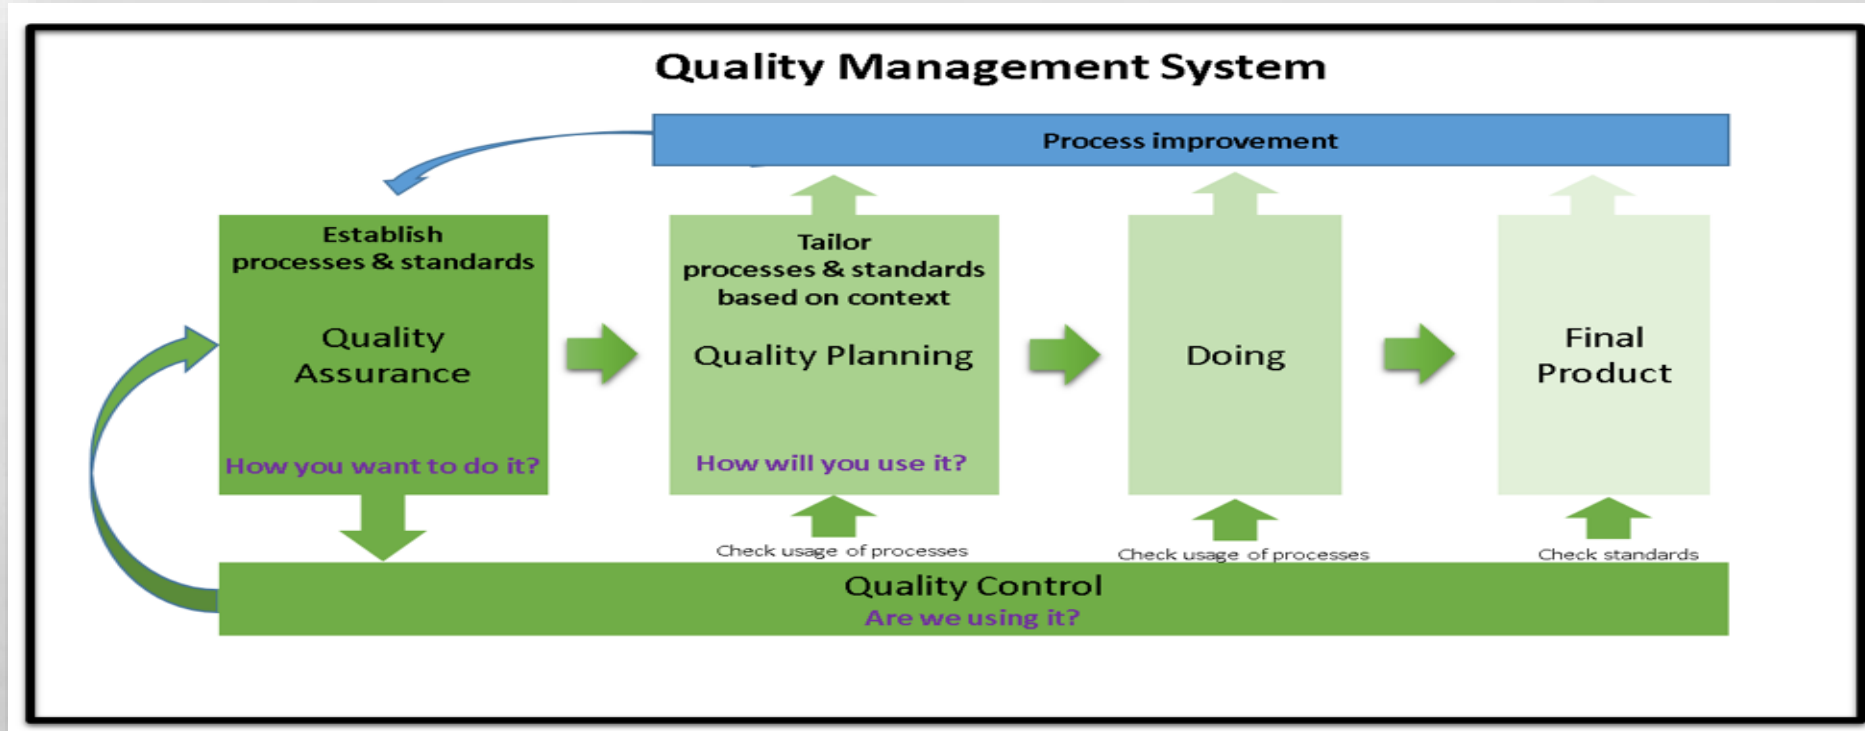 Quality Management System
Process improvement
Establish
processes & standards
Quality
Assurance
How you want to do it?
Tailor
processes & standards
based on context
Quality Planning
How will you use it?
Doing
Final
Product
Check usage of processes
Check usage of processes
Check standards
Quality Control
Are we using it?